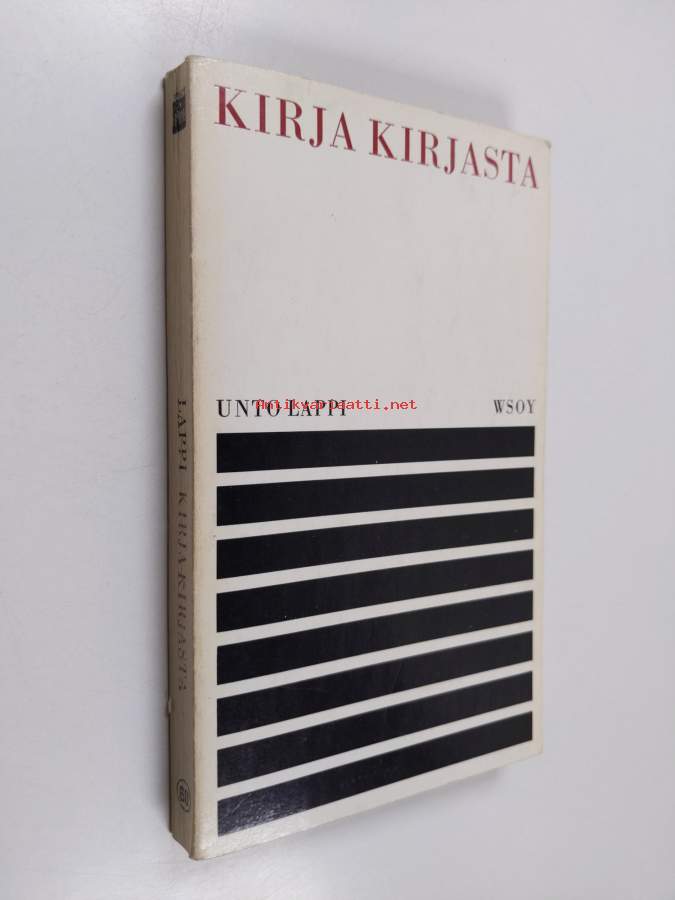 KIRJA KIRJASTA
UNTO LAPPI
WSOY
Antikvariaatti.net
LAPPI KIRJA KIRJASTA